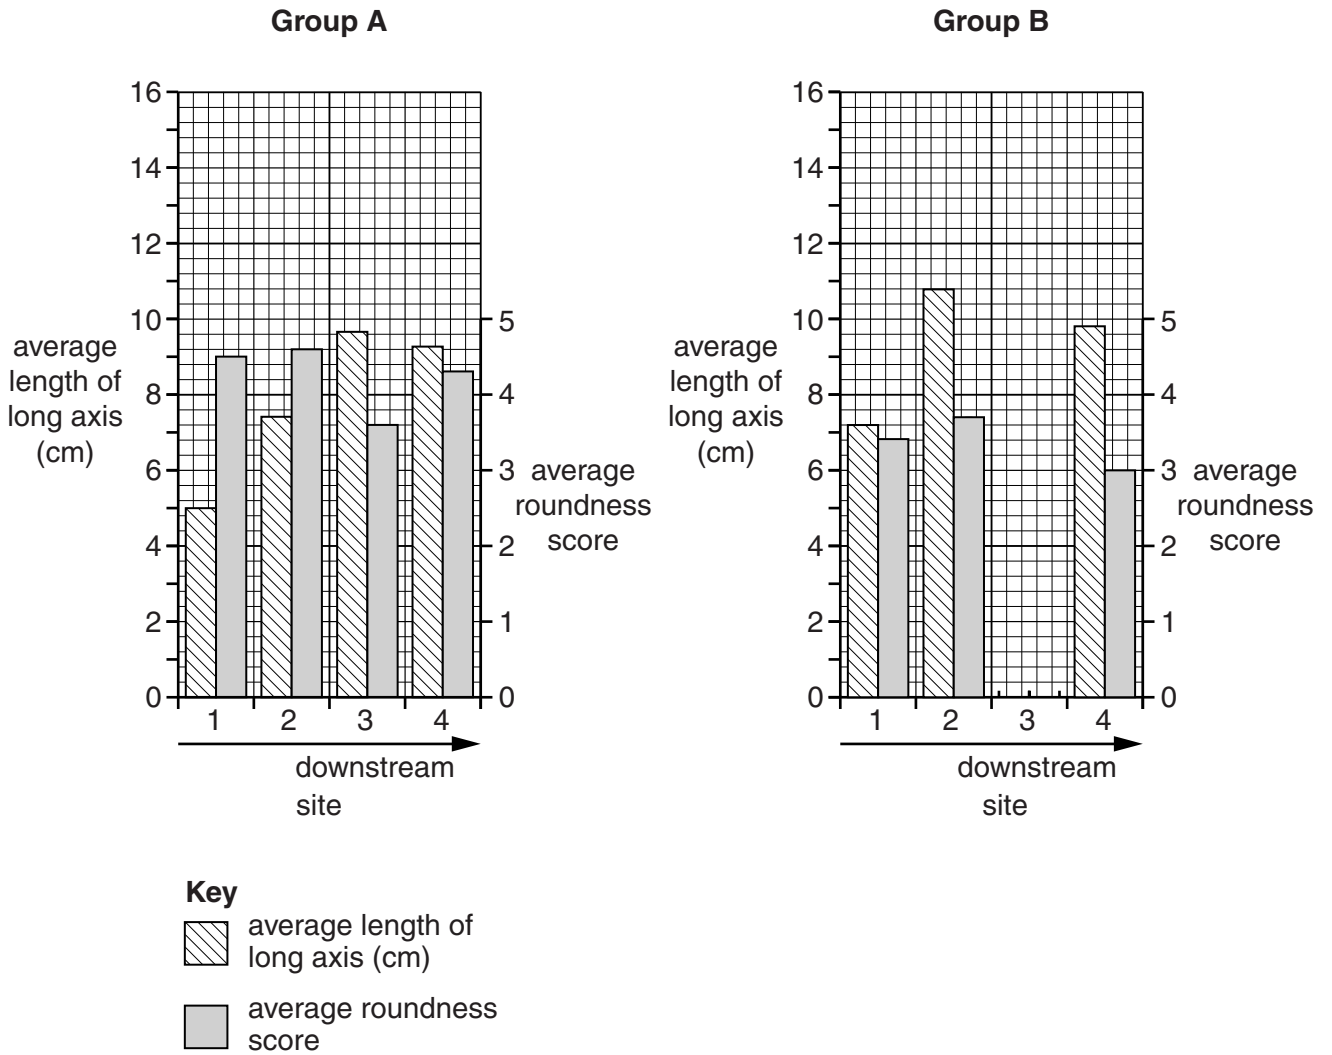 Group A
16
14
12
10
8
6
4
2
0
average
length of
long axis
(cm)
5
4
3
2
1
0
average
roundness
score
1 2 3 4
downstream
site
Group B
16
14
12
10
8
6
4
2
0
average
length of
long axis
(cm)
5
4
3
2
1
0
average
roundness
score
1 2 3 4
downstream
site
Key
average length of
long axis (cm)
average roundness
score